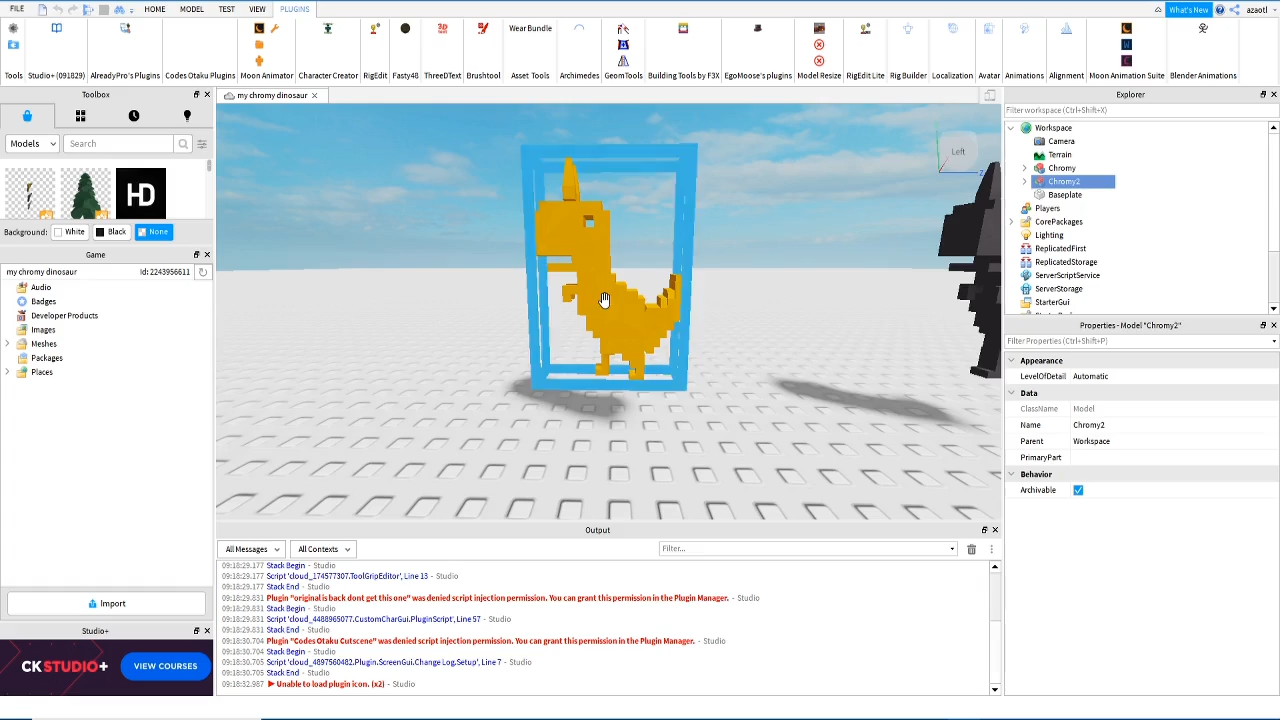 FILE HOME MODEL TEST VIEW PLUGINS What's New azaotl
Wear Bundle
Tools Studio+ (091829) AlreadyPro's Plugins Codes Otaku Plugins Moon Animator Character Creator RigEdit Fasty48 ThreeDText Brushtool Asset Tools Archimedes GeomTools Building Tools by F3X EgoMoose's plugins Model Resize RigEdit Lite Rig Builder Localization Avatar Animations Alignment Moon Animation Suite Blender Animations
Toolbox
Models Search
HD
Background: White Black None
Game
my chromy dinosaur Id: 2243956611
Audio
Badges
Developer Products
Images
Meshes
Packages
Places
Import
Studio+
CKSTUDIO+ VIEW COURSES
my chromy dinosaur
Left
Output
All Messages All Contexts Filter...
09:18:29.177 Stack Begin - Studio
09:18:29.177 Script 'cloud_174577307.ToolGripEditor', Line 13 - Studio
09:18:29.177 Stack End - Studio
09:18:29.831 Plugin "original is back dont get this one" was denied script injection permission. You can grant this permission in the Plugin Manager. - Studio
09:18:29.831 Stack Begin - Studio
09:18:29.831 Script 'cloud_4488965077.CustomCharGui.PluginScript', Line 57 - Studio
09:18:29.831 Stack End - Studio
09:18:30.704 Plugin "Codes Otaku Cutscene" was denied script injection permission. You can grant this permission in the Plugin Manager. - Studio
09:18:30.704 Stack Begin - Studio
09:18:30.705 Script 'cloud_4897560482.Plugin.ScreenGui.Change Log.Setup', Line 7 - Studio
09:18:30.705 Stack End - Studio
09:18:32.987 Unable to load plugin icon. (x2) - Studio
Explorer
Filter workspace (Ctrl+Shift+X)
Workspace
Camera
Terrain
Chromy
Chromy2
Baseplate
Players
CorePackages
Lighting
ReplicatedFirst
ReplicatedStorage
ServerScriptService
ServerStorage
StarterGui
Properties - Model "Chromy2"
Filter Properties (Ctrl+Shift+P)
Appearance
LevelOfDetail Automatic
Data
ClassName Model
Name Chromy2
Parent Workspace
PrimaryPart
Behavior
Archivable